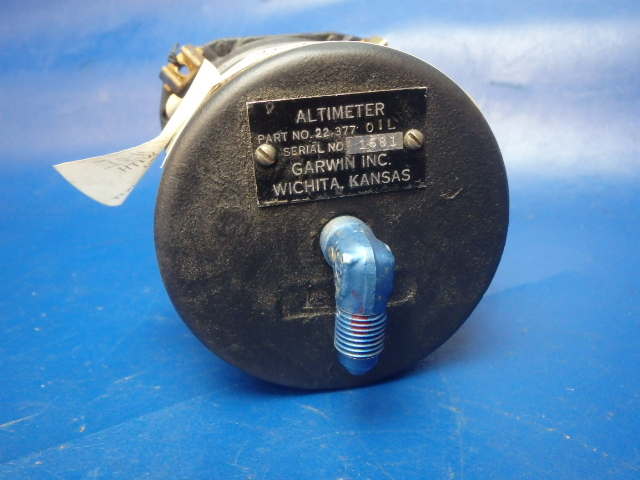 ALTIMETER
PART NO. 22-377 01L
SERIAL NO 1581
GARWIN INC.
WICHITA, KANSAS